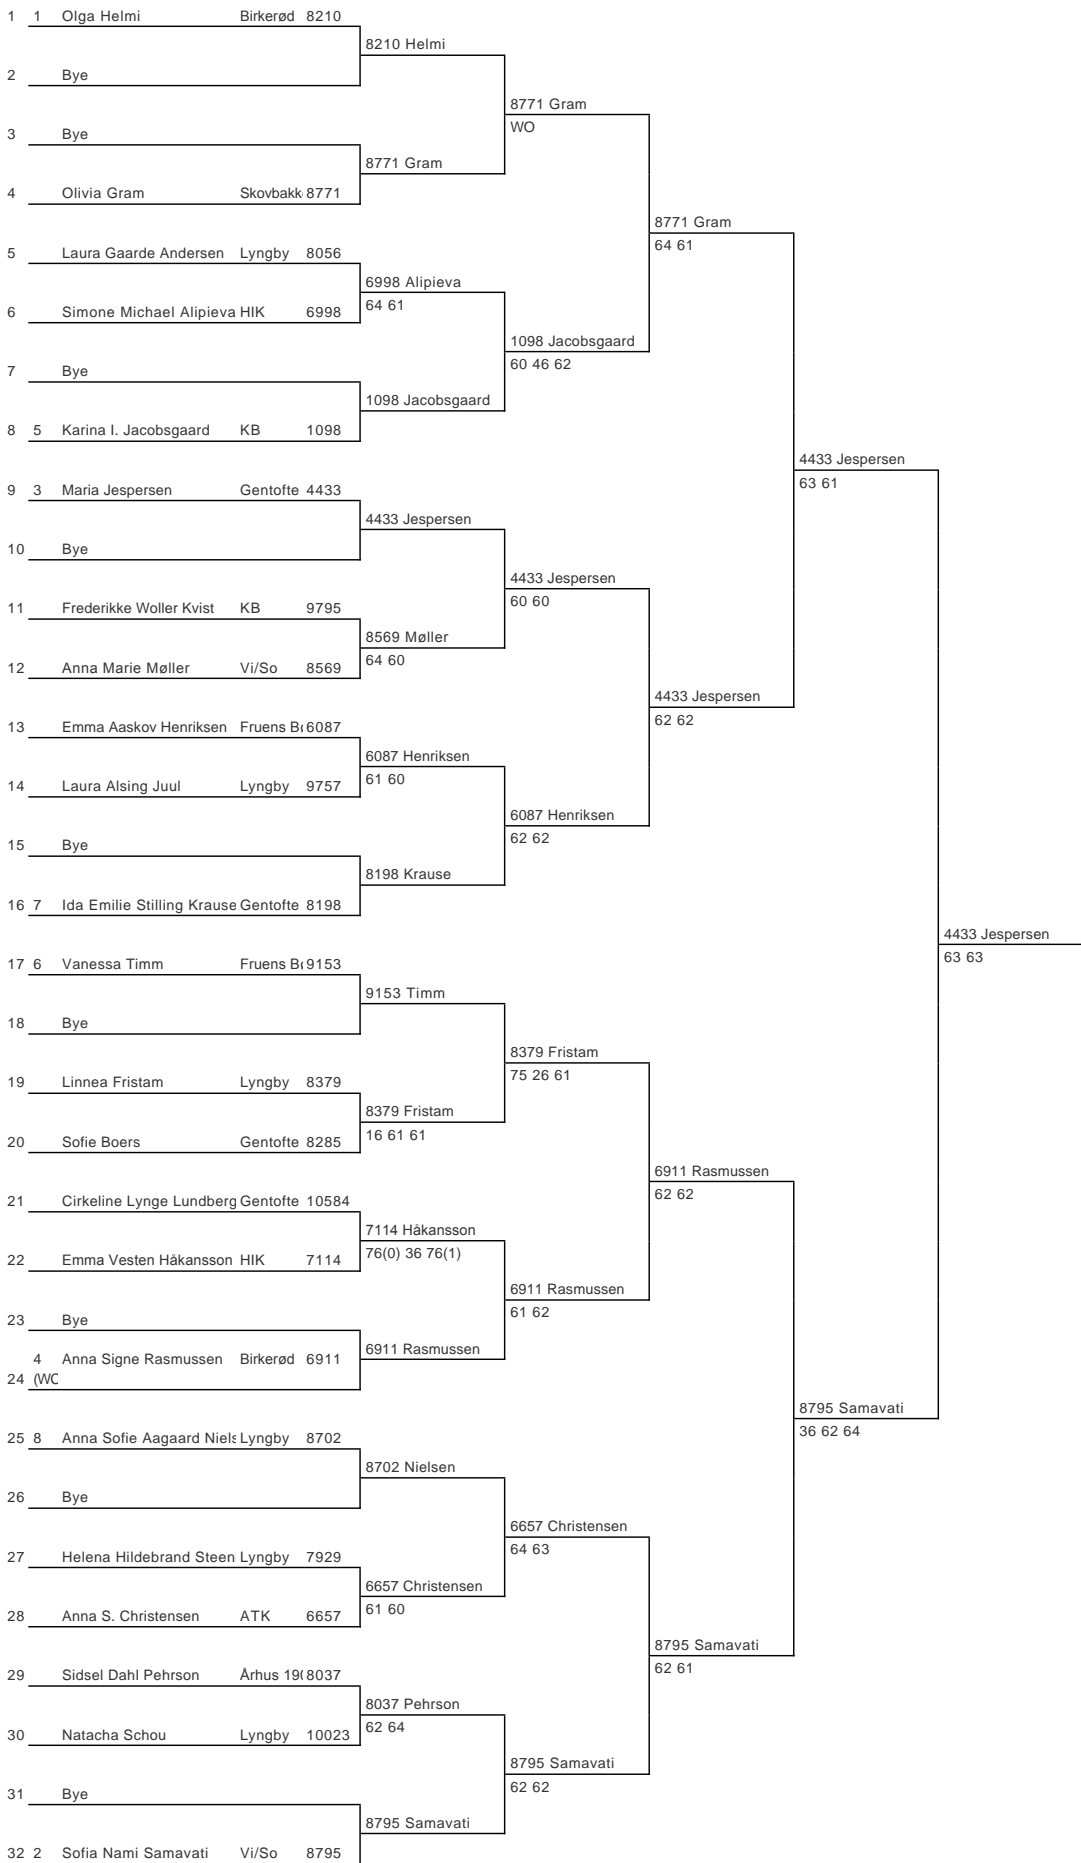 1 1 Olga Helmi Birkerød 8210
8210 Helmi
2 Bye
8771 Gram
WO
3 Bye
8771 Gram
4 Olivia Gram Skovbakk 8771
8771 Gram
64 61
5 Laura Gaarde Andersen Lyngby 8056
6998 Alipieva
64 61
6 Simone Michael Alipieva HIK 6998
1098 Jacobsgaard
60 46 62
7 Bye
1098 Jacobsgaard
8 5 Karina I. Jacobsgaard KB 1098
4433 Jespersen
63 61
9 3 Maria Jespersen Gentofte 4433
4433 Jespersen
10 Bye
4433 Jespersen
60 60
11 Frederikke Woller Kvist KB 9795
8569 Møller
64 60
12 Anna Marie Møller Vi/So 8569
4433 Jespersen
62 62
13 Emma Aaskov Henriksen Fruens B 6087
6087 Henriksen
61 60
14 Laura Alsing Juul Lyngby 9757
6087 Henriksen
62 62
15 Bye
8198 Krause
16 7 Ida Emilie Stilling Krause Gentofte 8198
4433 Jespersen
63 63
17 6 Vanessa Timm Fruens B 9153
9153 Timm
18 Bye
8379 Fristam
75 26 61
19 Linnea Fristam Lyngby 8379
8379 Fristam
16 61 61
20 Sofie Boers Gentofte 8285
6911 Rasmussen
62 62
21 Cirkeline Lynge Lundberg Gentofte 10584
7114 Håkansson
76(0) 36 76(1)
22 Emma Vesten Håkansson HIK 7114
6911 Rasmussen
61 62
23 Bye
6911 Rasmussen
4 Anna Signe Rasmussen Birkerød 6911
24 (WC
8795 Samavati
36 62 64
25 8 Anna Sofie Aagaard Niels Lyngby 8702
8702 Nielsen
26 Bye
6657 Christensen
64 63
27 Helena Hildebrand Steen Lyngby 7929
6657 Christensen
61 60
28 Anna S. Christensen ATK 6657
8795 Samavati
62 61
29 Sidsel Dahl Pehrson Århus 190 8037
8037 Pehrson
62 64
30 Natacha Schou Lyngby 10023
8795 Samavati
62 62
31 Bye
8795 Samavati
32 2 Sofia Nami Samavati Vi/So 8795